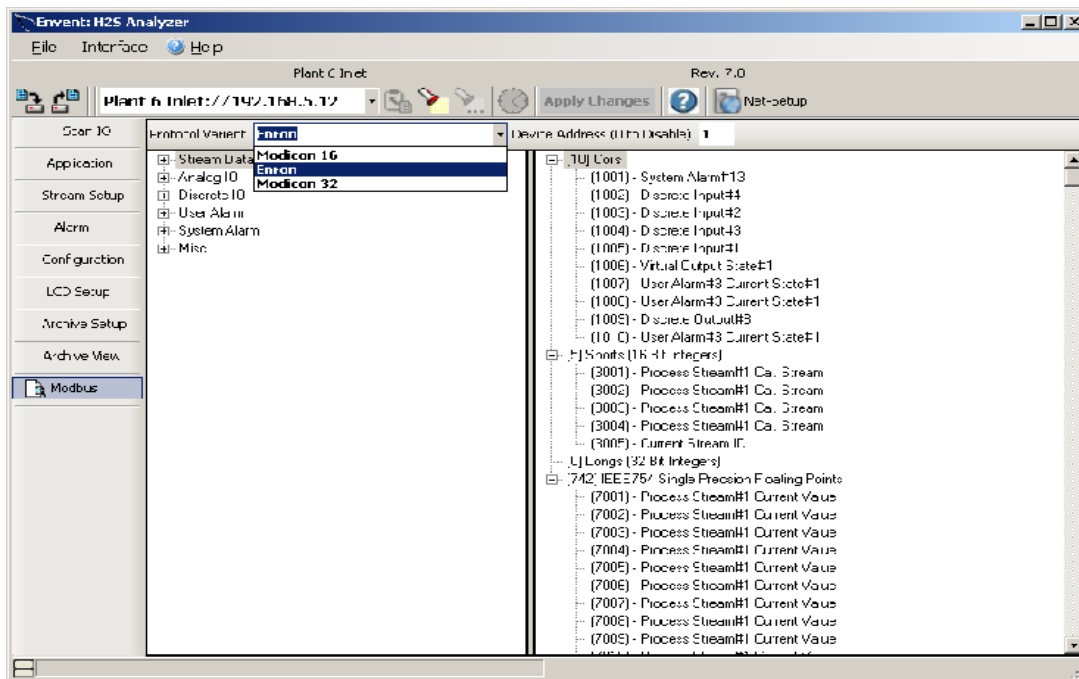 Envent: H2S Analyzer
File Interface Help
Plant 6 Inlet Rev. 7.0
Plant 6 Inlet://192.168.5.12 Apply Changes Net-Setup
Scan IO
Application
Stream Setup
Alarm
Configuration
LCD Setup
Archive Setup
Archive View
Modbus
Protocol Varient Enron Device Address (0 to Disable) 1
Modicon 16
Enron
Modicon 32
Stream Data
Analog IO
Discrete IO
User Alarm
System Alarm
Misc
[10] Coils
(1001) - System Alarm#13
(1002) - Discrete Input#4
(1003) - Discrete Input#2
(1004) - Discrete Input#3
(1005) - Discrete Input#1
(1006) - Virtual Output State#1
(1007) - User Alarm#3 Current State#1
(1008) - User Alarm#3 Current State#1
(1009) - Discrete Output#3
(1010) - User Alarm#3 Current State#1
[5] Shorts (16 Bit Integers)
(3001) - Process Stream#1 Cal. Stream
(3002) - Process Stream#1 Cal. Stream
(3003) - Process Stream#1 Cal. Stream
(3004) - Process Stream#1 Cal. Stream
(3005) - Current Stream ID
[0] Longs (32 Bit Integers)
[742] IEEE754 Single Precision Floating Points
(7001) - Process Stream#1 Current Value
(7002) - Process Stream#1 Current Value
(7003) - Process Stream#1 Current Value
(7004) - Process Stream#1 Current Value
(7005) - Process Stream#1 Current Value
(7006) - Process Stream#1 Current Value
(7007) - Process Stream#1 Current Value
(7008) - Process Stream#1 Current Value
(7009) - Process Stream#1 Current Value